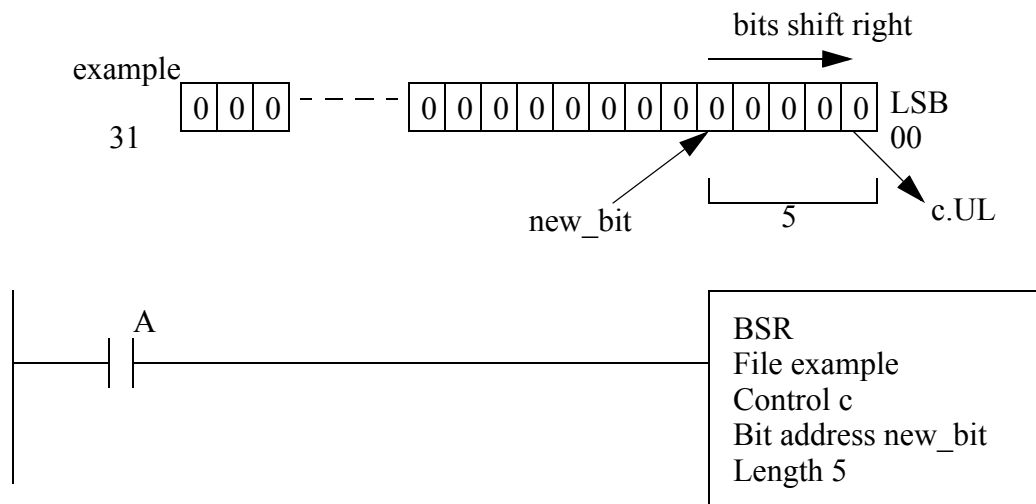 bits shift right
example
0 0 0 0 0 0 0 0 0 0 0 0 0 0 0 0 LSB
31 00
new_bit 5 c.UL
A
BSR
File example
Control c
Bit address new_bit
Length 5